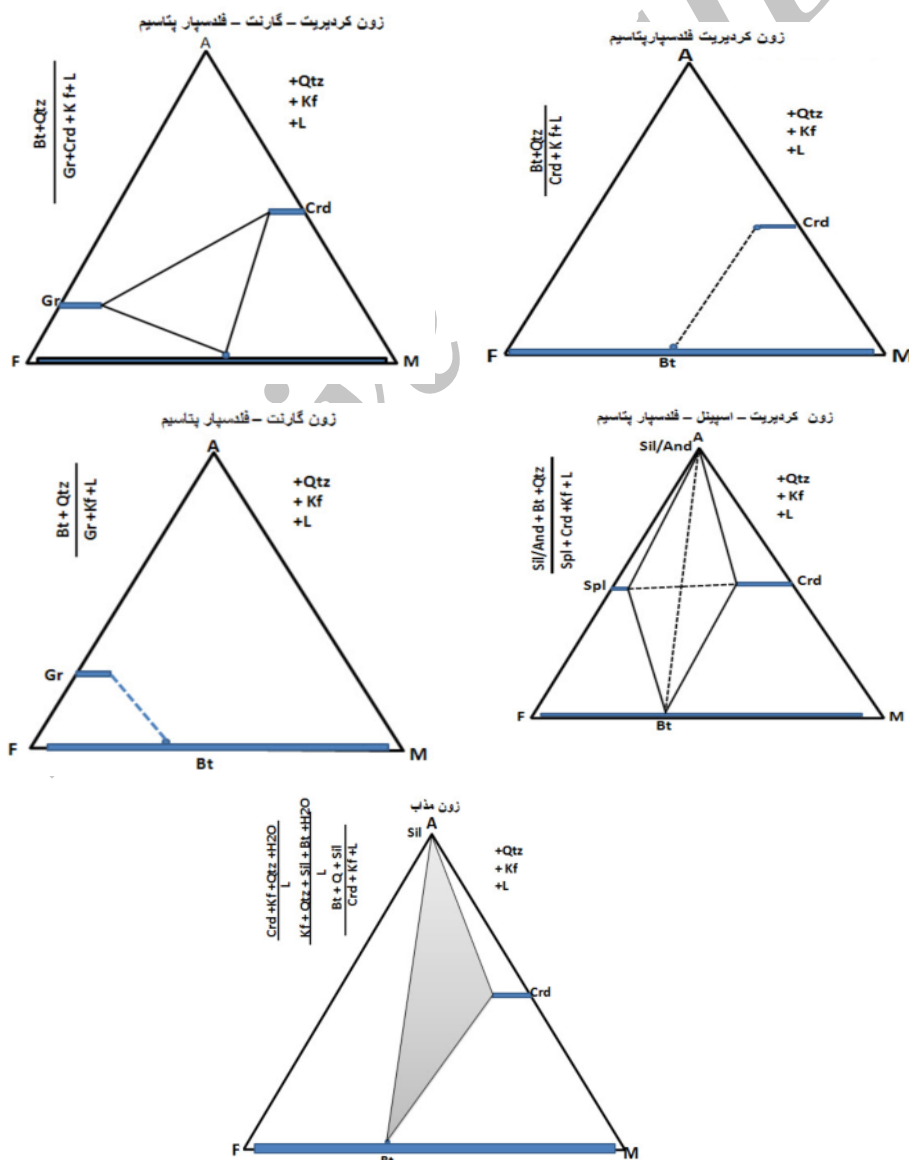 زون کردیریت – گارنت – فلدسپار پتاسیم
A
Bt+Qtz
Gr+Crd + K f+ L
+Qtz
+ Kf
+L
Crd
Gr
F
M
زون کردیریت فلدسپارپتاسیم
A
Bt+Qtz
Crd + K f+L
+Qtz
+ Kf
+L
Crd
F
Bt
M
زون گارنت – فلدسپار پتاسیم
A
Bt + Qtz
Gr +Kf +L
+Qtz
+ Kf
+L
Gr
F
Bt
M
زون کردیریت – اسپینل – فلدسپار پتاسیم
A
Sil/And
Sil/And + Bt +Qtz
Spl + Crd +Kf + L
+Qtz
+ Kf
+L
Spl
Crd
F
Bt
M
زون مذاب
A
Sil
Crd +Kf +Qtz +H2O
L
Kf + Qtz + Sil + Bt +H2O
L
Bt + Q + Sil
Crd + Kf +L
+Qtz
+ Kf
+L
Crd
F
Bt
M